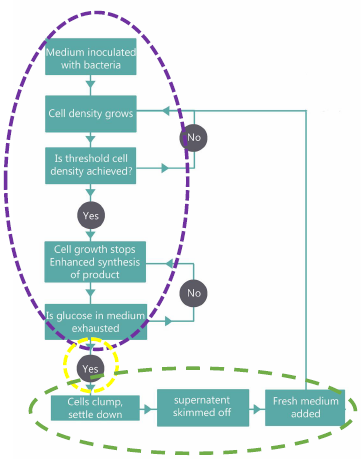 Medium inoculated
with bacteria
Cell density grows
No
Is threshold cell
density achieved?
Yes
Cell growth stops
Enhanced synthesis
of product
No
Is glucose in medium
exhausted
Yes
Cells clump,
settle down
supernatent
skimmed off
Fresh medium
added